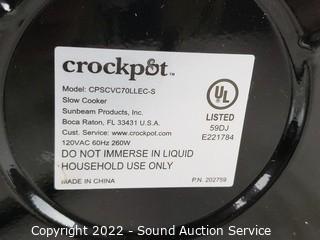 crockpot™
Model: CPSCVC70LLEC-S
Slow Cooker
Sunbeam Products, Inc.
Boca Raton, FL 33431 U.S.A.
Cust. Service: www.crockpot.com
120VAC 60Hz 260W
DO NOT IMMERSE IN LIQUID
HOUSEHOLD USE ONLY
MADE IN CHINA
P.N. 202759
UL
®
LISTED
59DJ
E221784
Copyright 2022 - Sound Auction Service